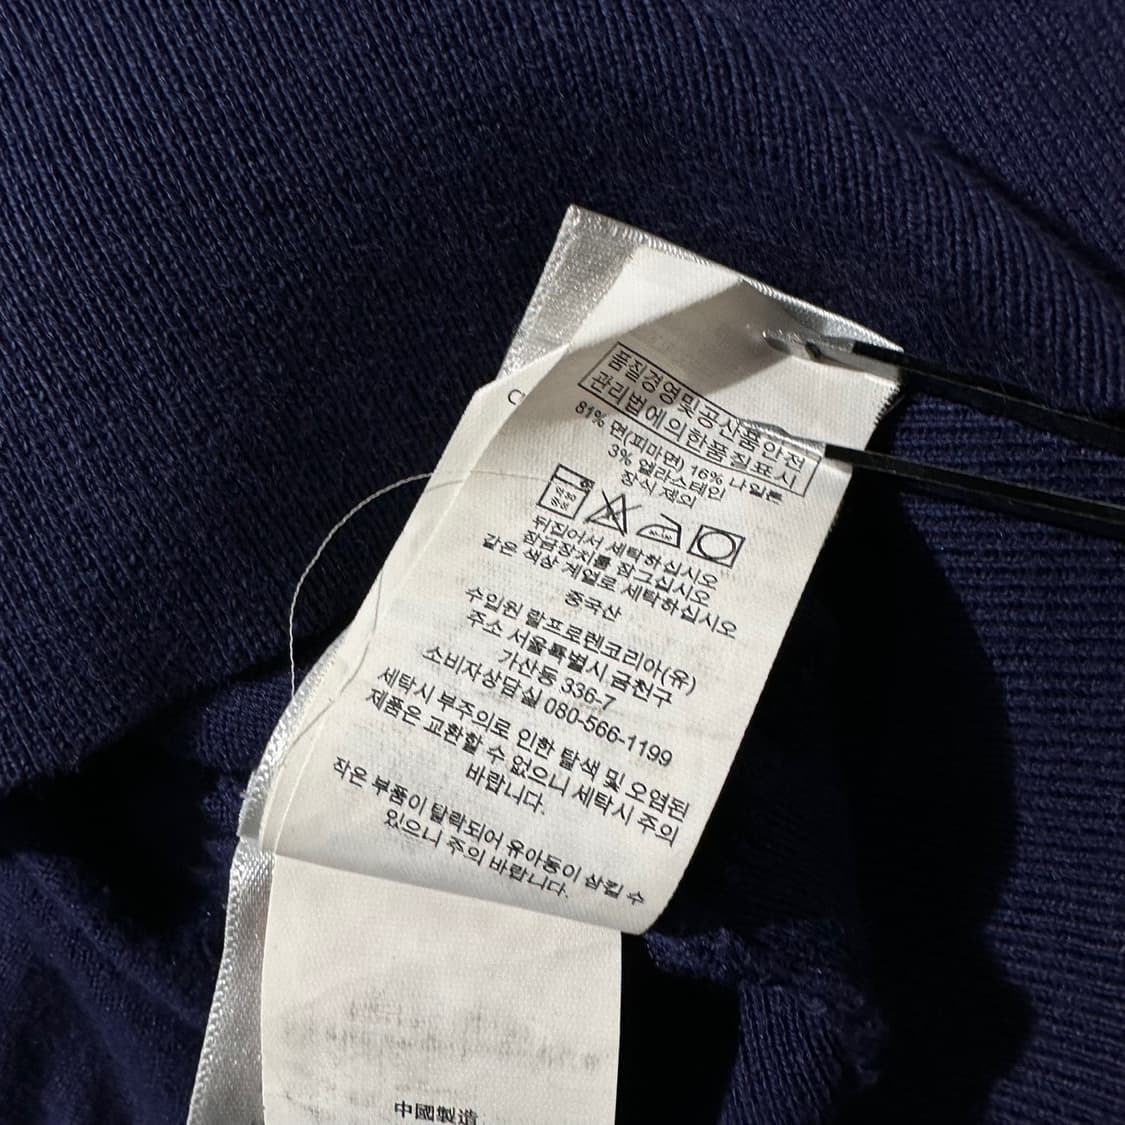 품질경영및공산품안전
관리법에의한품질표시
81% 면(피마면) 16% 나일론
3% 엘라스테인
장식 제외
뒤집어서 세탁하십시오
잠금장치를 잠그십시오
같은 색상 계열로 세탁하십시오
중국산
수입원 랄프로렌코리아(유)
주소 서울특별시 금천구
가산동 336-7
소비자상담실 080-566-1199
세탁시 부주의로 인한 탈색 및 오염된
제품은 교환할 수 없으니 세탁시 주의
바랍니다.
작은 부품이 탈락되어 유아동이 삼킬 수
있으니 주의 바랍니다.
中國製造